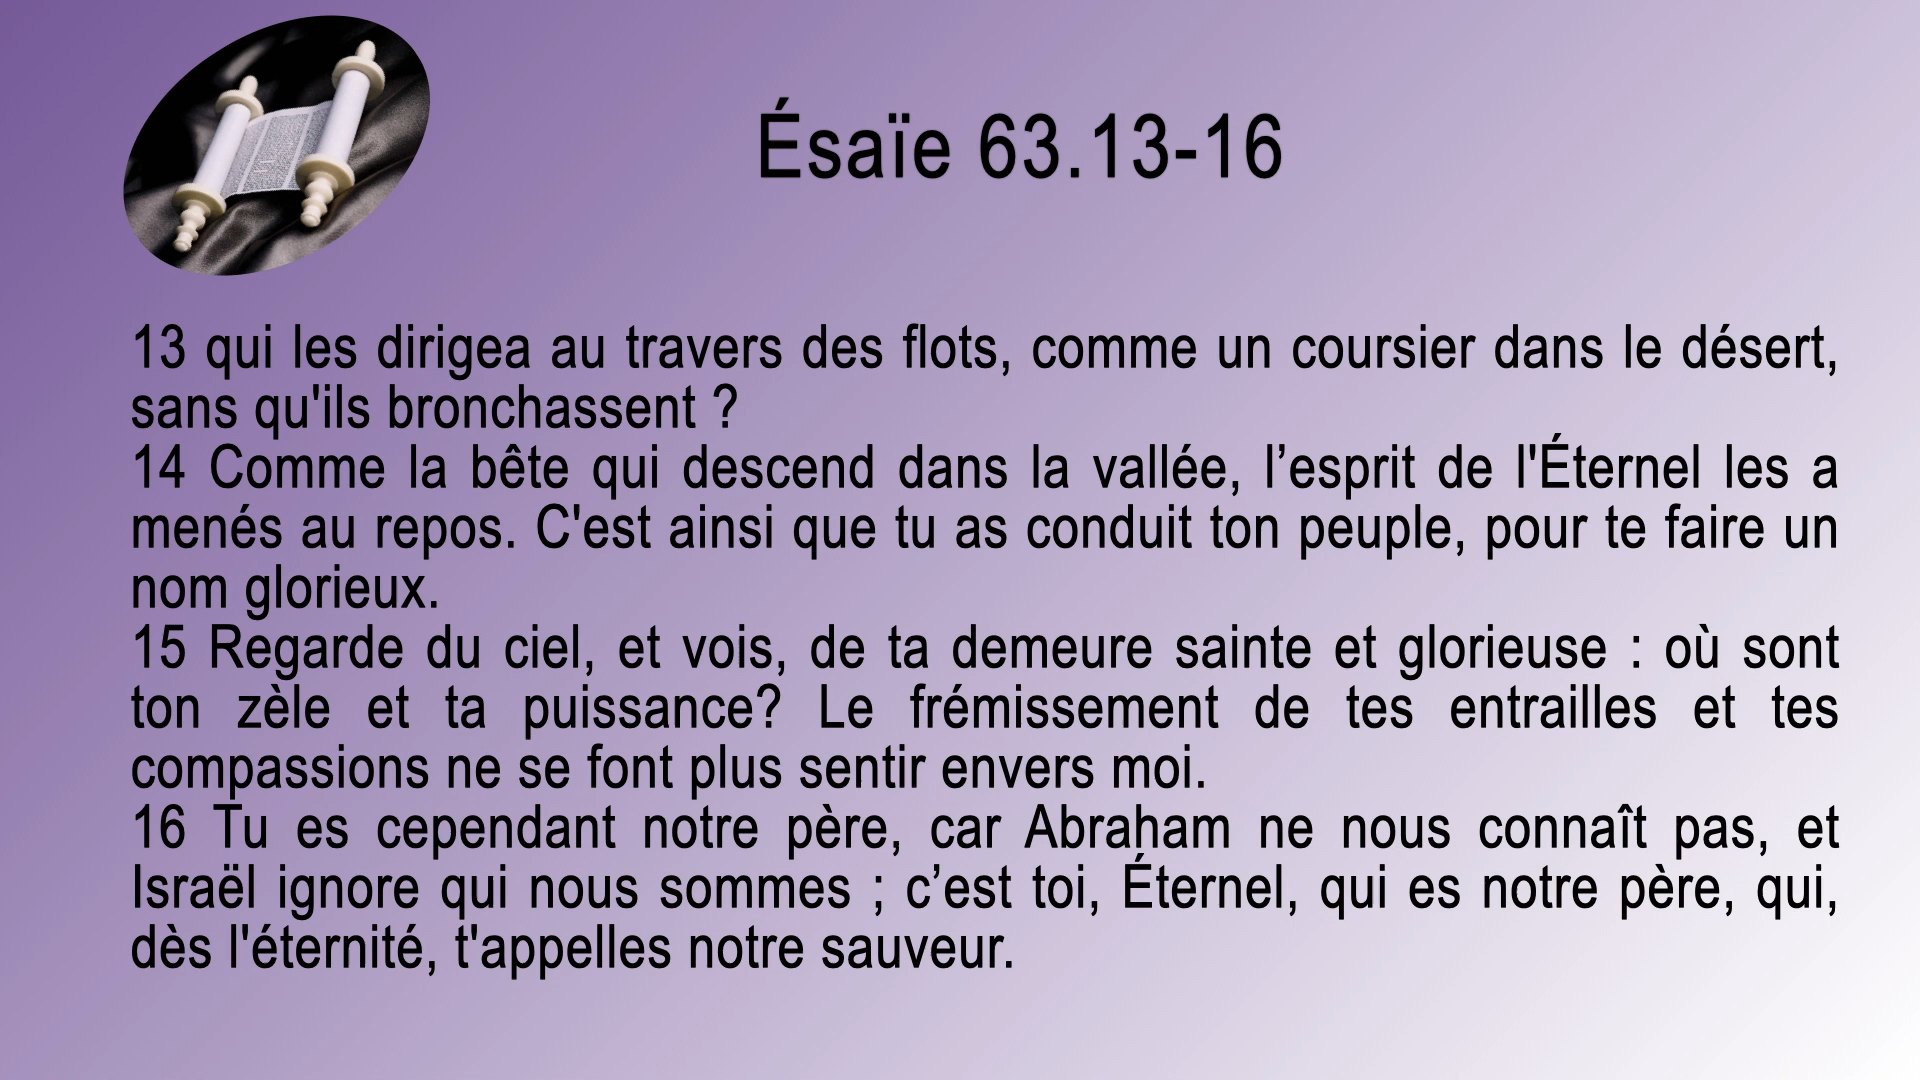 Ésaïe 63.13-16
13 qui les dirigea au travers des flots, comme un coursier dans le désert,
sans qu'ils bronchassent ?
14 Comme la bête qui descend dans la vallée, l’esprit de l'Éternel les a
menés au repos. C'est ainsi que tu as conduit ton peuple, pour te faire un
nom glorieux.
15 Regarde du ciel, et vois, de ta demeure sainte et glorieuse : où sont
ton zèle et ta puissance? Le frémissement de tes entrailles et tes
compassions ne se font plus sentir envers moi.
16 Tu es cependant notre père, car Abraham ne nous connaît pas, et
Israël ignore qui nous sommes ; c’est toi, Éternel, qui es notre père, qui,
dès l'éternité, t'appelles notre sauveur.